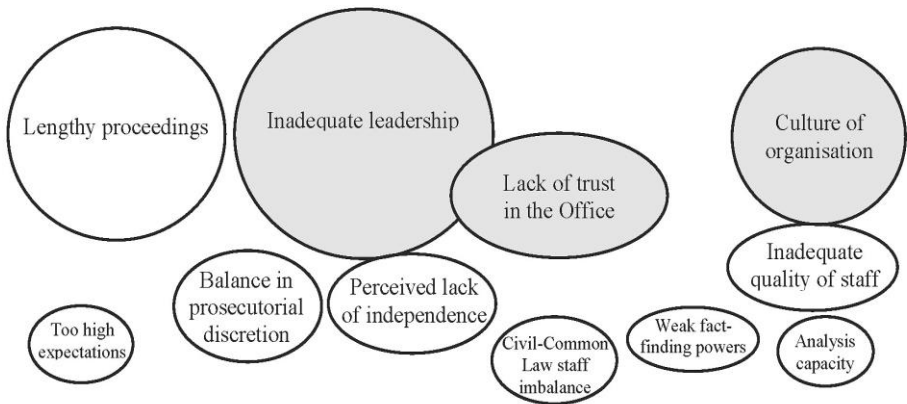 Lengthy proceedings
Inadequate leadership
Culture of
organisation
Lack of trust
in the Office
Inadequate
quality of staff
Balance in
prosecutorial
discretion
Perceived lack
of independence
Too high
expectations
Civil-Common
Law staff
imbalance
Weak fact-
finding powers
Analysis
capacity